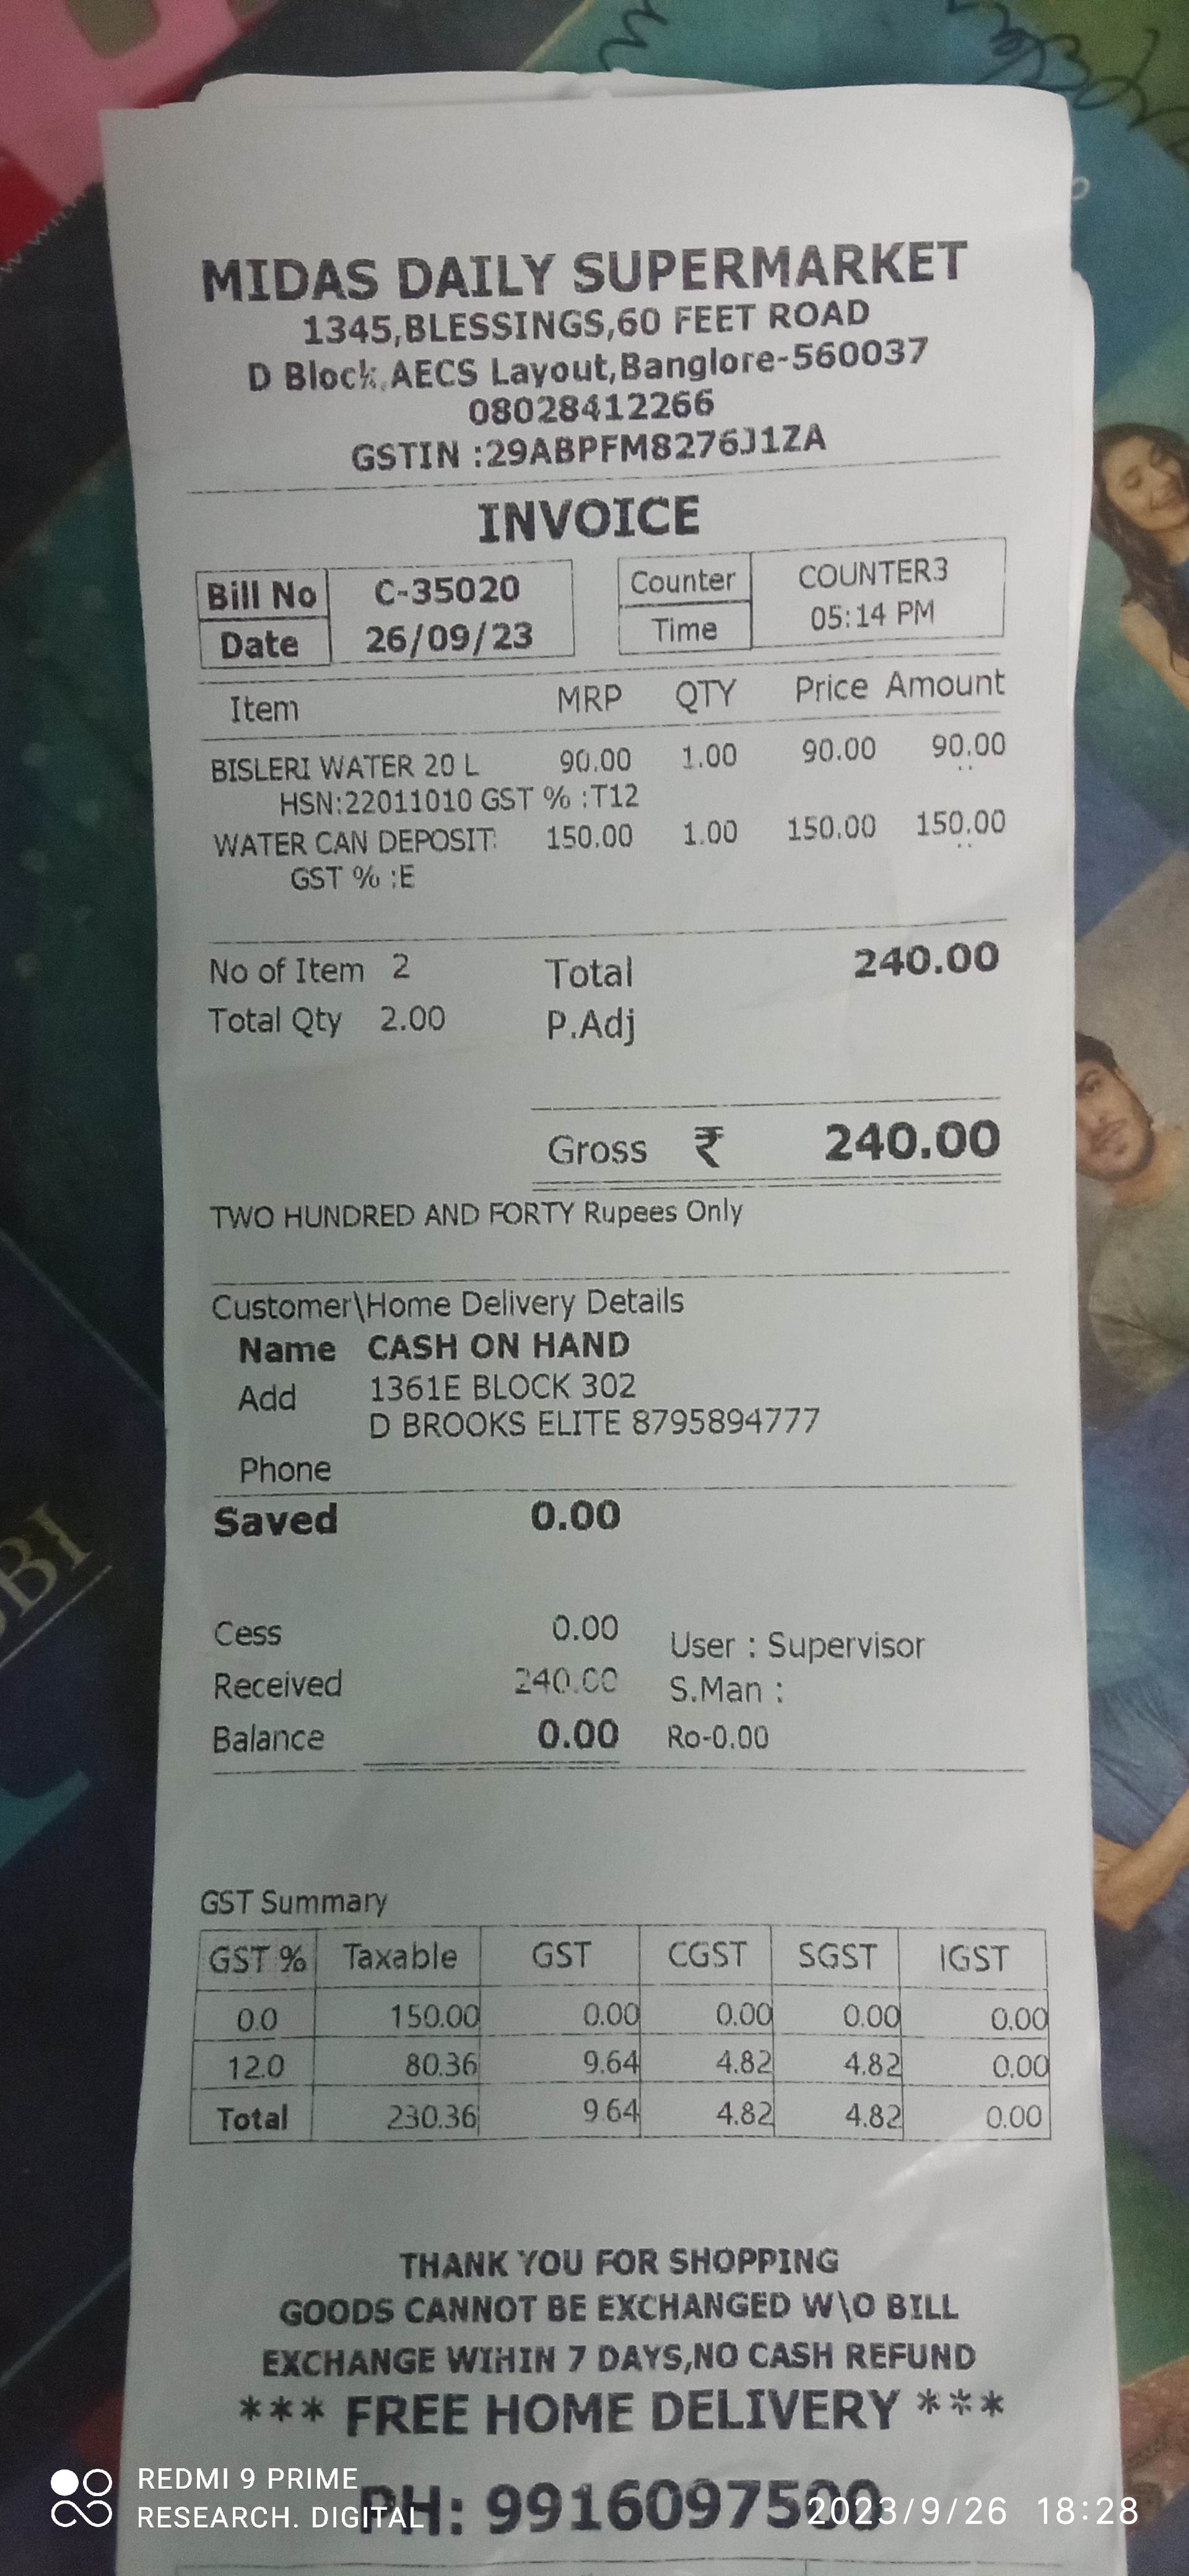 MIDAS DAILY SUPERMARKET
1345,BLESSINGS,60 FEET ROAD
D Block,AECS Layout,Banglore-560037
08028412266
GSTIN :29ABPFM8276J1ZA
INVOICE
Bill No C-35020 Counter COUNTER3
Date 26/09/23 Time 05:14 PM
Item MRP QTY Price Amount
BISLERI WATER 20 L 90.00 1.00 90.00 90.00
HSN:22011010 GST % :T12
WATER CAN DEPOSIT: 150.00 1.00 150.00 150.00
GST % :E
No of Item 2 Total 240.00
Total Qty 2.00 P.Adj
Gross ₹ 240.00
TWO HUNDRED AND FORTY Rupees Only
Customer\Home Delivery Details
Name CASH ON HAND
Add 1361E BLOCK 302
D BROOKS ELITE 8795894777
Phone
Saved 0.00
Cess 0.00 User : Supervisor
Received 240.00 S.Man :
Balance 0.00 Ro-0.00
GST Summary
GST % Taxable GST CGST SGST IGST
0.0 150.00 0.00 0.00 0.00 0.00
12.0 80.36 9.64 4.82 4.82 0.00
Total 230.36 9.64 4.82 4.82 0.00
THANK YOU FOR SHOPPING
GOODS CANNOT BE EXCHANGED W\O BILL
EXCHANGE WIHIN 7 DAYS,NO CASH REFUND
*** FREE HOME DELIVERY ***
PH: 9916097500
REDMI 9 PRIME
RESEARCH. DIGITAL
2023/9/26 18:28